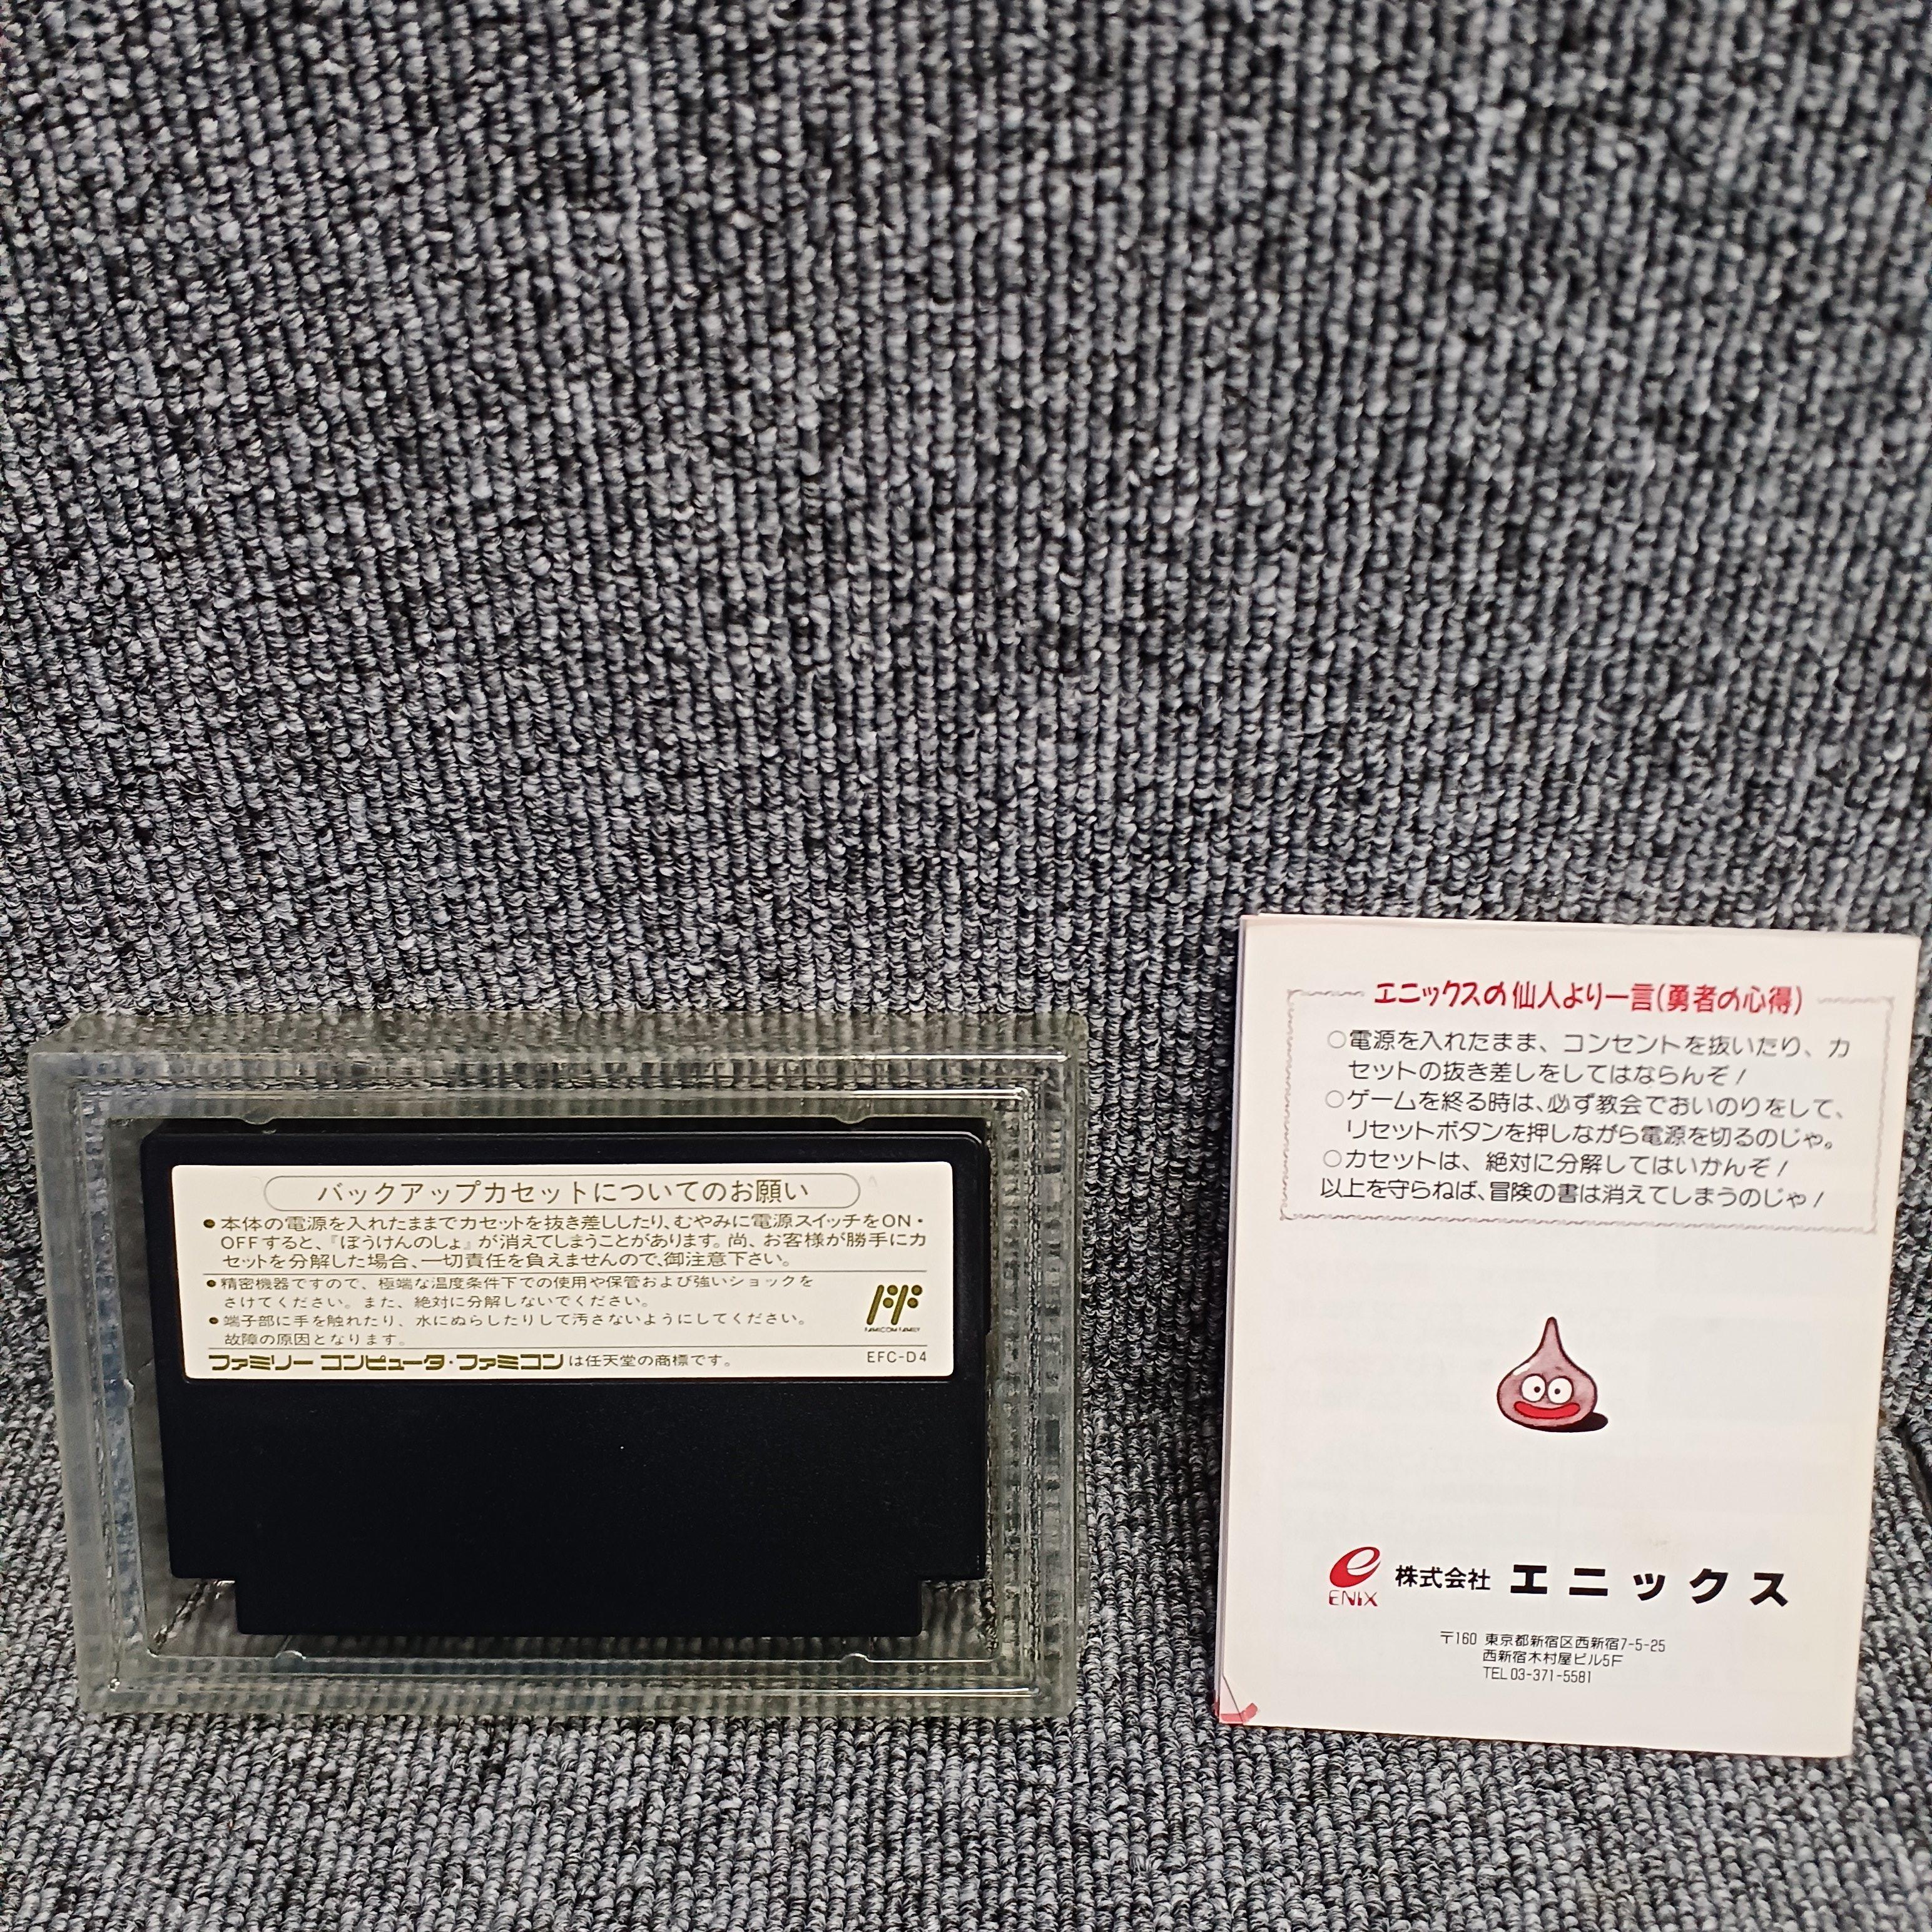 バックアップカセットについてのお願い
● 本体の電源を入れたままでカセットを抜き差ししたり、むやみに電源スイッチをON・
OFFすると、『ぼうけんのしょ』が消えてしまうことがあります。尚、お客様が勝手にカ
セットを分解した場合、一切責任を負えませんので、御注意下さい。
● 精密機器ですので、極端な温度条件下での使用や保管および強いショックを
さけてください。また、絶対に分解しないでください。
● 端子部に手を触れたり、水にぬらしたりして汚さないようにしてください。
故障の原因となります。
FAMICOM FAMILY
ファミリー コンピュータ・ファミコン は任天堂の商標です。
EFC-D4
エニックスの仙人より一言(勇者の心得)
○電源を入れたまま、コンセントを抜いたり、カ
セットの抜き差しをしてはならんぞ!
○ゲームを終る時は、必ず教会でおいのりをして、
リセットボタンを押しながら電源を切るのじゃ。
○カセットは、絶対に分解してはいかんぞ!
以上を守らねば、冒険の書は消えてしまうのじゃ!
ENIX
株式会社 エニックス
〒160 東京都新宿区西新宿7-5-25
西新宿木村屋ビル5F
TEL 03-371-5581